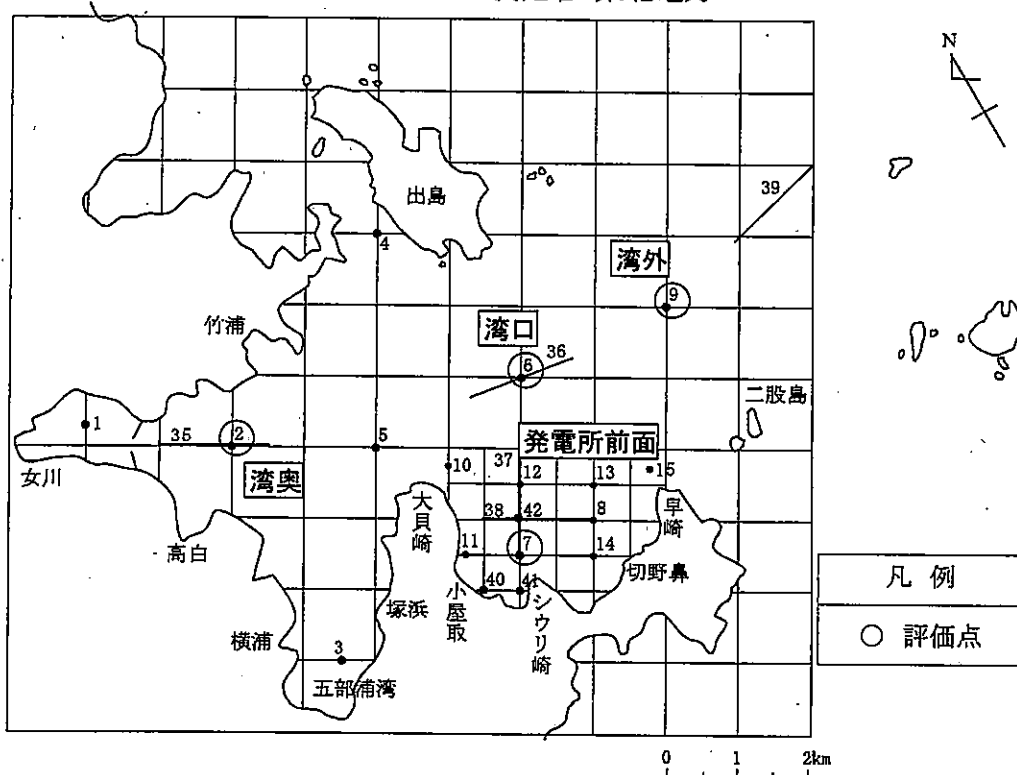 N
出島
39
4
湾外
9
竹浦
湾口
36
6
二股島
1
35
2
5
発電所前面
37
10
12
13
15
女川
湾奥
大貝崎
38
42
8
早崎
高白
11
7
14
切野鼻
凡例
小屋取
40
41
シウリ崎
塚浜
○ 評価点
横浦
3
五部浦湾
0 1 2km